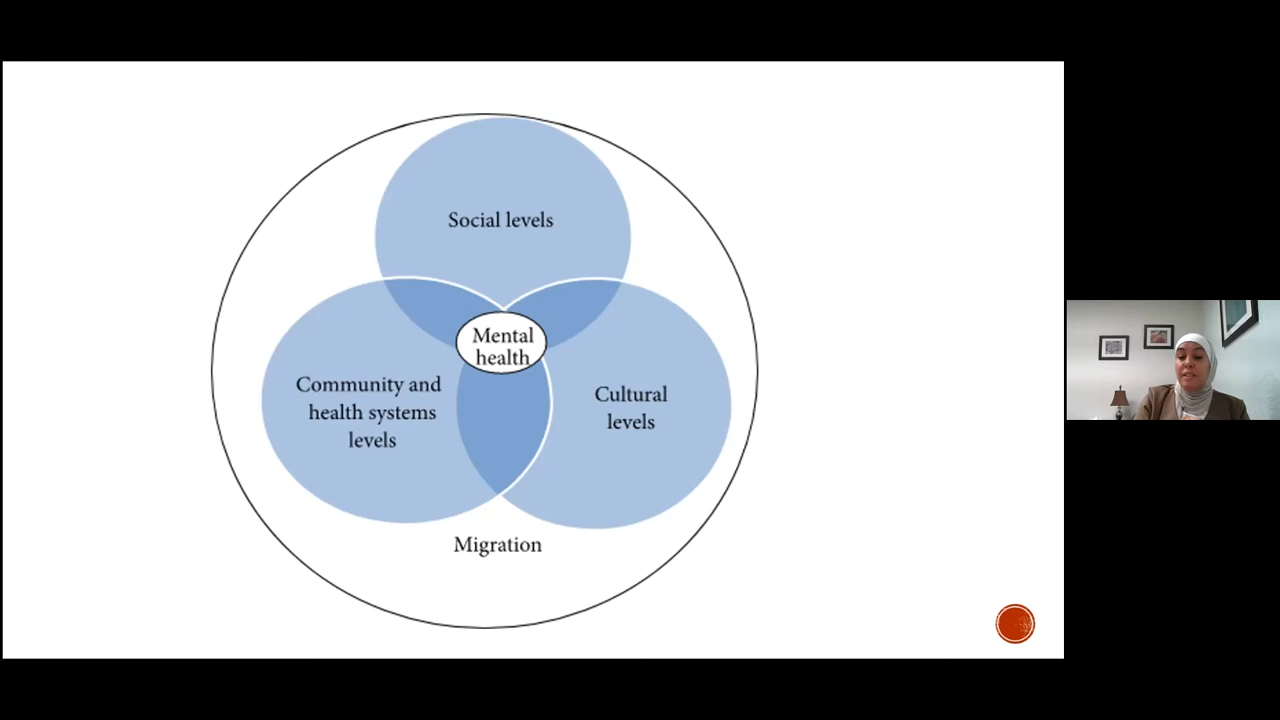 Social levels
Mental
health
Community and
health systems
levels
Cultural
levels
Migration